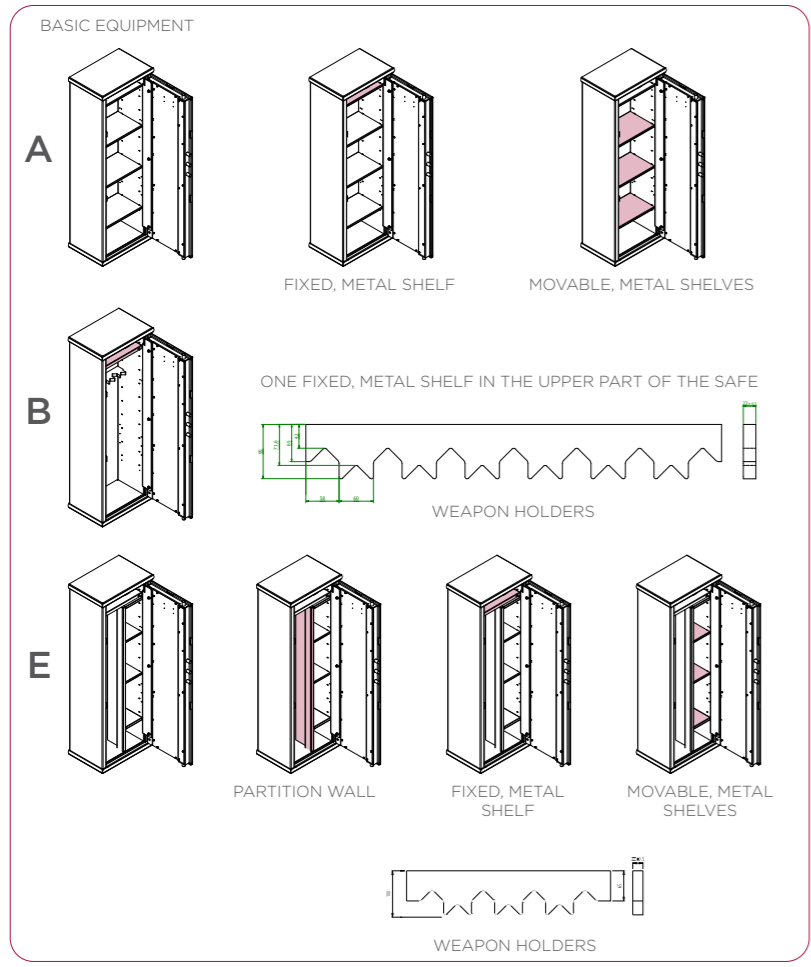 BASIC EQUIPMENT
A
FIXED, METAL SHELF
MOVABLE, METAL SHELVES
B
ONE FIXED, METAL SHELF IN THE UPPER PART OF THE SAFE
WEAPON HOLDERS
E
PARTITION WALL
FIXED, METAL
SHELF
MOVABLE, METAL
SHELVES
WEAPON HOLDERS